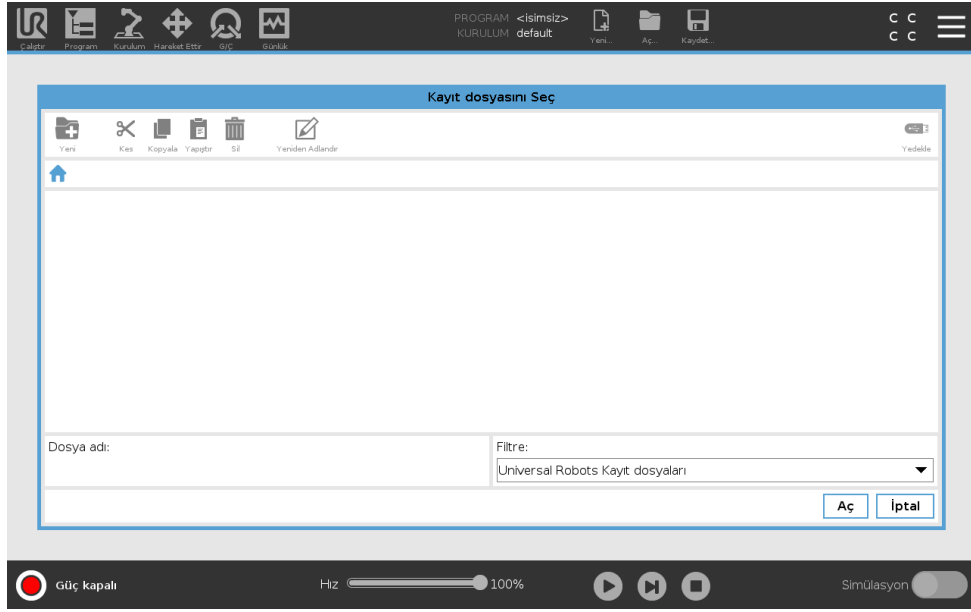 PROGRAM <isimsiz>
KURULUM default
Çalıştır Program Kurulum Hareket Ettir G/Ç Günlük Yeni... Aç... Kaydet...
C C
C C
Kayıt dosyasını Seç
Yeni Kes Kopyala Yapıştır Sil Yeniden Adlandır Yedekle
Dosya adı:
Filtre:
Universal Robots Kayıt dosyaları
Aç İptal
Güç kapalı Hız 100% Simülasyon